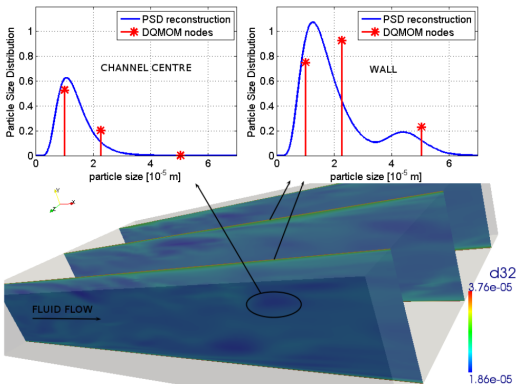 PSD reconstruction
DQMOM nodes
CHANNEL CENTRE
Particle Size Distribution
1
0.8
0.6
0.4
0.2
0
0 2 4 6
particle size [10-5 m]
PSD reconstruction
DQMOM nodes
WALL
Particle Size Distribution
1
0.8
0.6
0.4
0.2
0
0 2 4 6
particle size [10-5 m]
Y
Z X
FLUID FLOW
d32
3.76e-05
1.86e-05